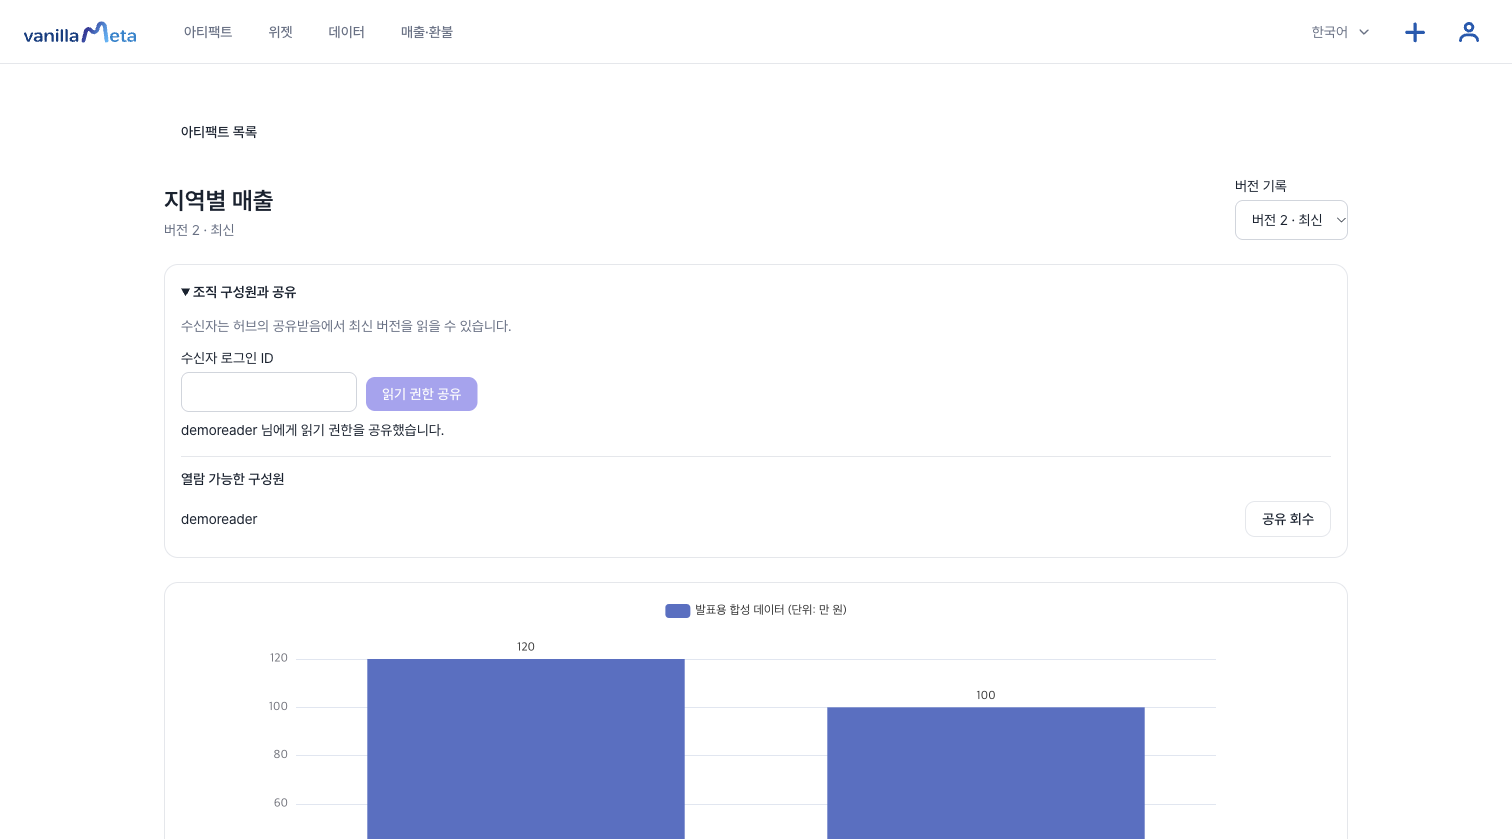 vanilla Meta
아티팩트 위젯 데이터 매출·환불 한국어
아티팩트 목록
지역별 매출
버전 2 · 최신
버전 기록
버전 2 · 최신
조직 구성원과 공유
수신자는 허브의 공유받음에서 최신 버전을 읽을 수 있습니다.
수신자 로그인 ID
읽기 권한 공유
demoreader 님에게 읽기 권한을 공유했습니다.
열람 가능한 구성원
demoreader
공유 회수
발표용 합성 데이터 (단위: 만 원)
120
120
100
100
80
60